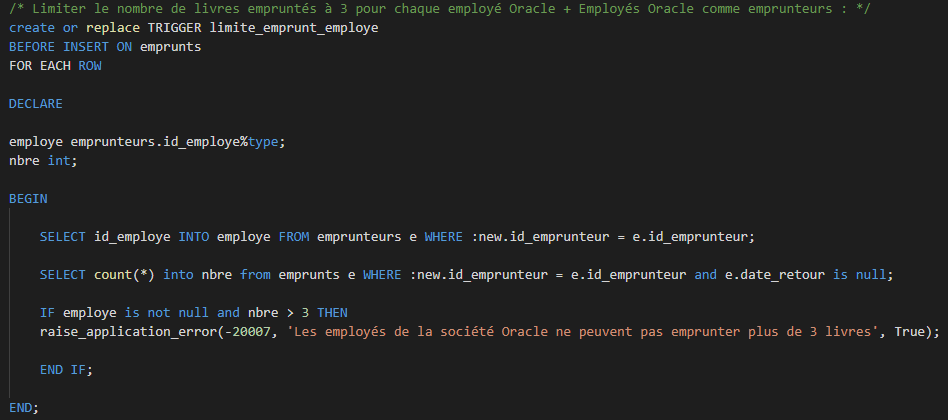 /* Limiter le nombre de livres empruntés à 3 pour chaque employé Oracle + Employés Oracle comme emprunteurs : */
create or replace TRIGGER limite_emprunt_employe
BEFORE INSERT ON emprunts
FOR EACH ROW
DECLARE
employe emprunteurs.id_employe%type;
nbre int;
BEGIN
SELECT id_employe INTO employe FROM emprunteurs e WHERE :new.id_emprunteur = e.id_emprunteur;
SELECT count(*) into nbre from emprunts e WHERE :new.id_emprunteur = e.id_emprunteur and e.date_retour is null;
IF employe is not null and nbre > 3 THEN
raise_application_error(-20007, 'Les employés de la société Oracle ne peuvent pas emprunter plus de 3 livres', True);
END IF;
END;